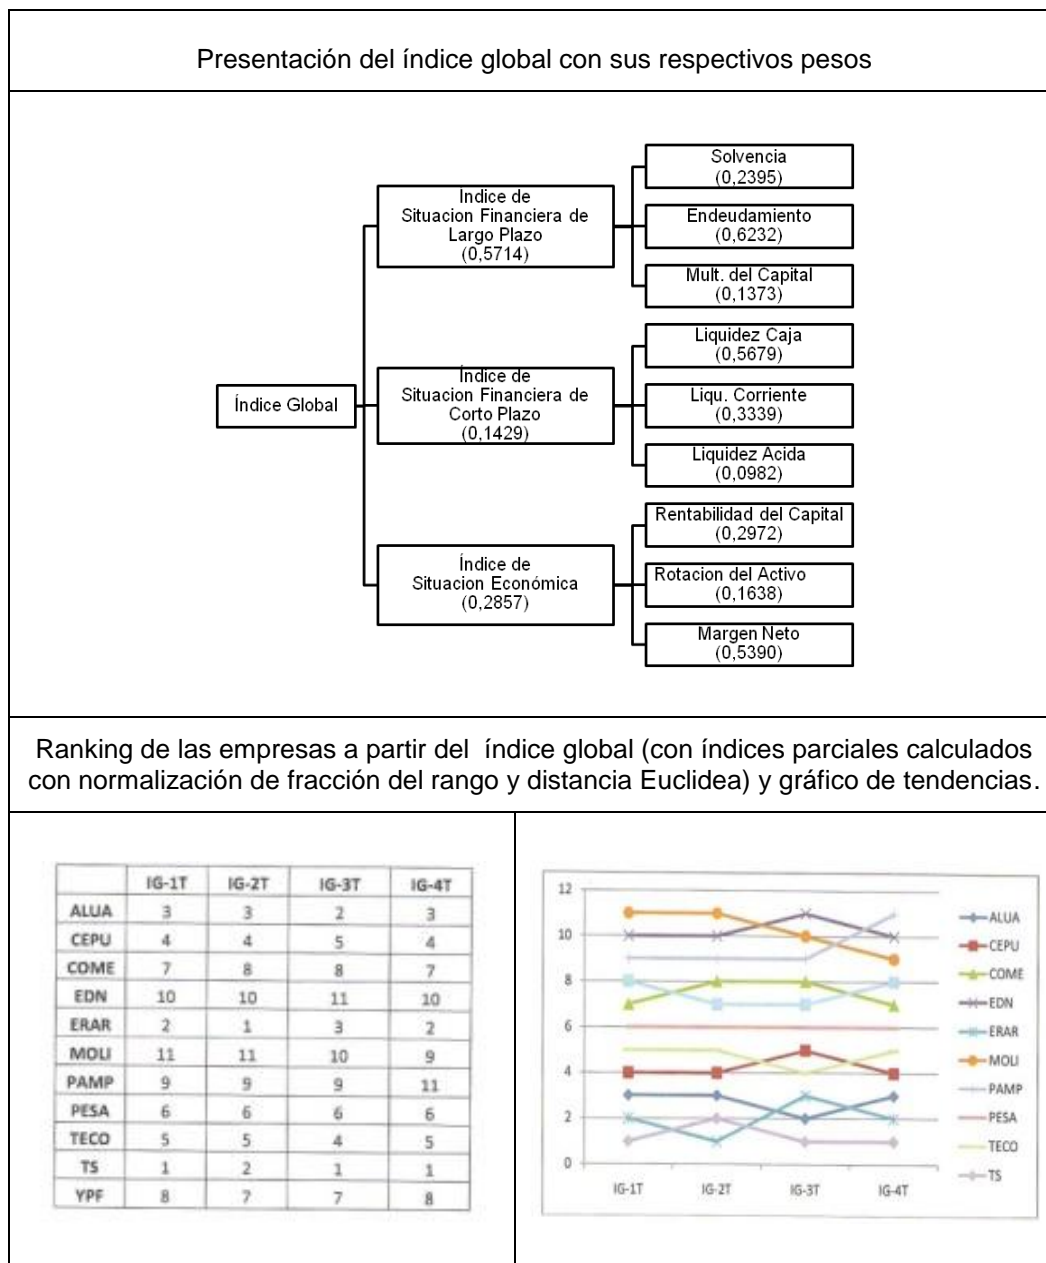 Presentación del índice global con sus respectivos pesos
Índice Global
Indice de
Situacion Financiera de
Largo Plazo
(0,5714)
Solvencia
(0,2395)
Endeudamiento
(0,6232)
Mult. del Capital
(0,1373)
Índice de
Situacion Financiera de
Corto Plazo
(0,1429)
Liquidez Caja
(0,5679)
Liqu. Corriente
(0,3339)
Liquidez Acida
(0,0982)
Índice de
Situacion Económica
(0,2857)
Rentabilidad del Capital
(0,2972)
Rotacion del Activo
(0,1638)
Margen Neto
(0,5390)
Ranking de las empresas a partir del índice global (con índices parciales calculados
con normalización de fracción del rango y distancia Euclidea) y gráfico de tendencias.
IG-1T IG-2T IG-3T IG-4T
ALUA 3 3 2 3
CEPU 4 4 5 4
COME 7 8 8 7
EDN 10 10 11 10
ERAR 2 1 3 2
MOLI 11 11 10 9
PAMP 9 9 9 11
PESA 6 6 6 6
TECO 5 5 4 5
TS 1 2 1 1
YPF 8 7 7 8
12
10
8
6
4
2
0
IG-1T IG-2T IG-3T IG-4T
ALUA
CEPU
COME
EDN
ERAR
MOLI
PAMP
PESA
TECO
TS